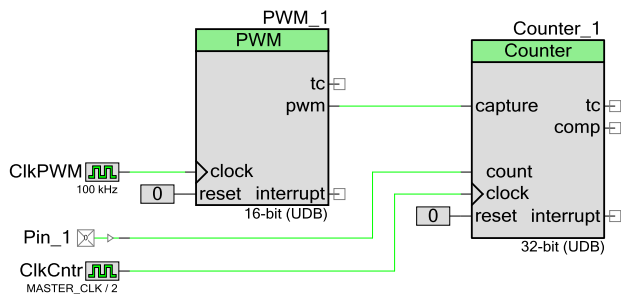 PWM_1
PWM
tc
pwm
ClkPWM
100 kHz
clock
0
reset
interrupt
16-bit (UDB)
Counter_1
Counter
capture
tc
comp
count
clock
0
reset
interrupt
32-bit (UDB)
Pin_1
ClkCntr
MASTER_CLK / 2